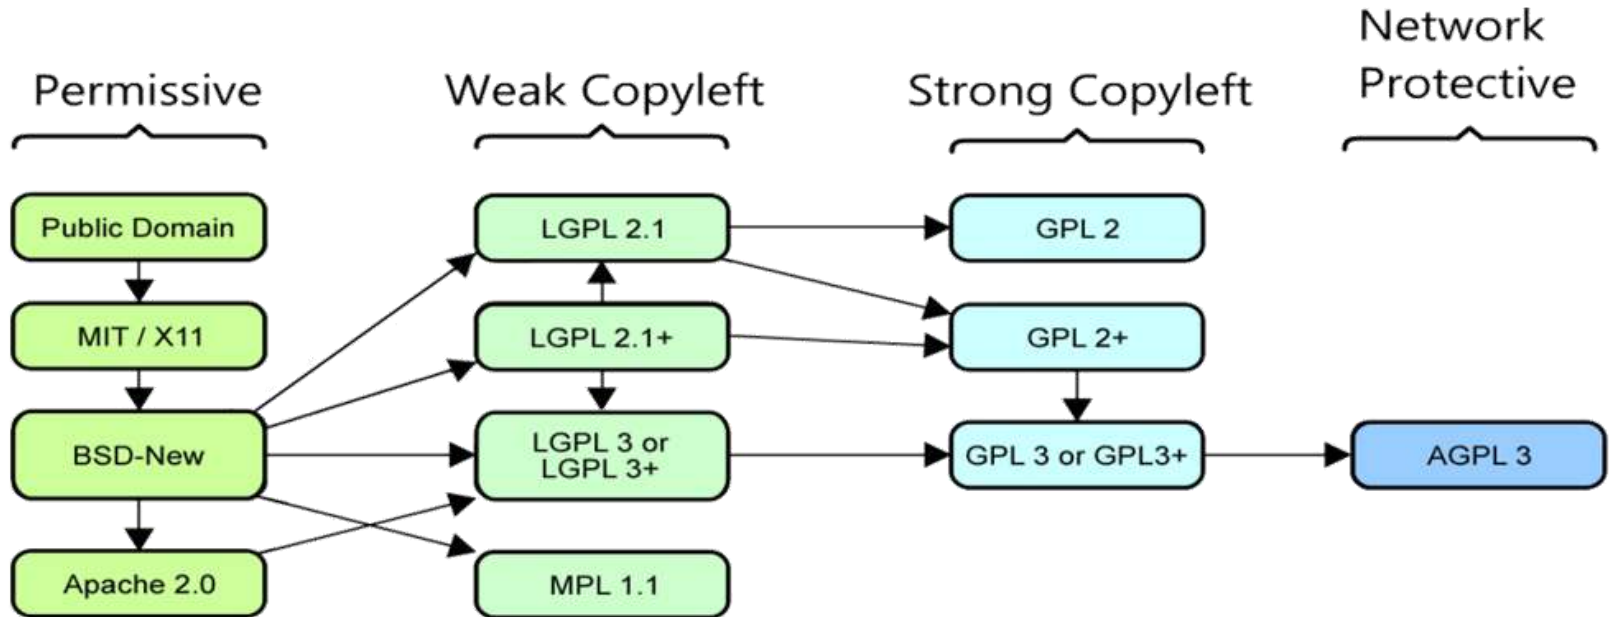 Permissive
Weak Copyleft
Strong Copyleft
Network
Protective
Public Domain
LGPL 2.1
GPL 2
MIT / X11
LGPL 2.1+
GPL 2+
BSD-New
LGPL 3 or
LGPL 3+
GPL 3 or GPL3+
AGPL 3
Apache 2.0
MPL 1.1